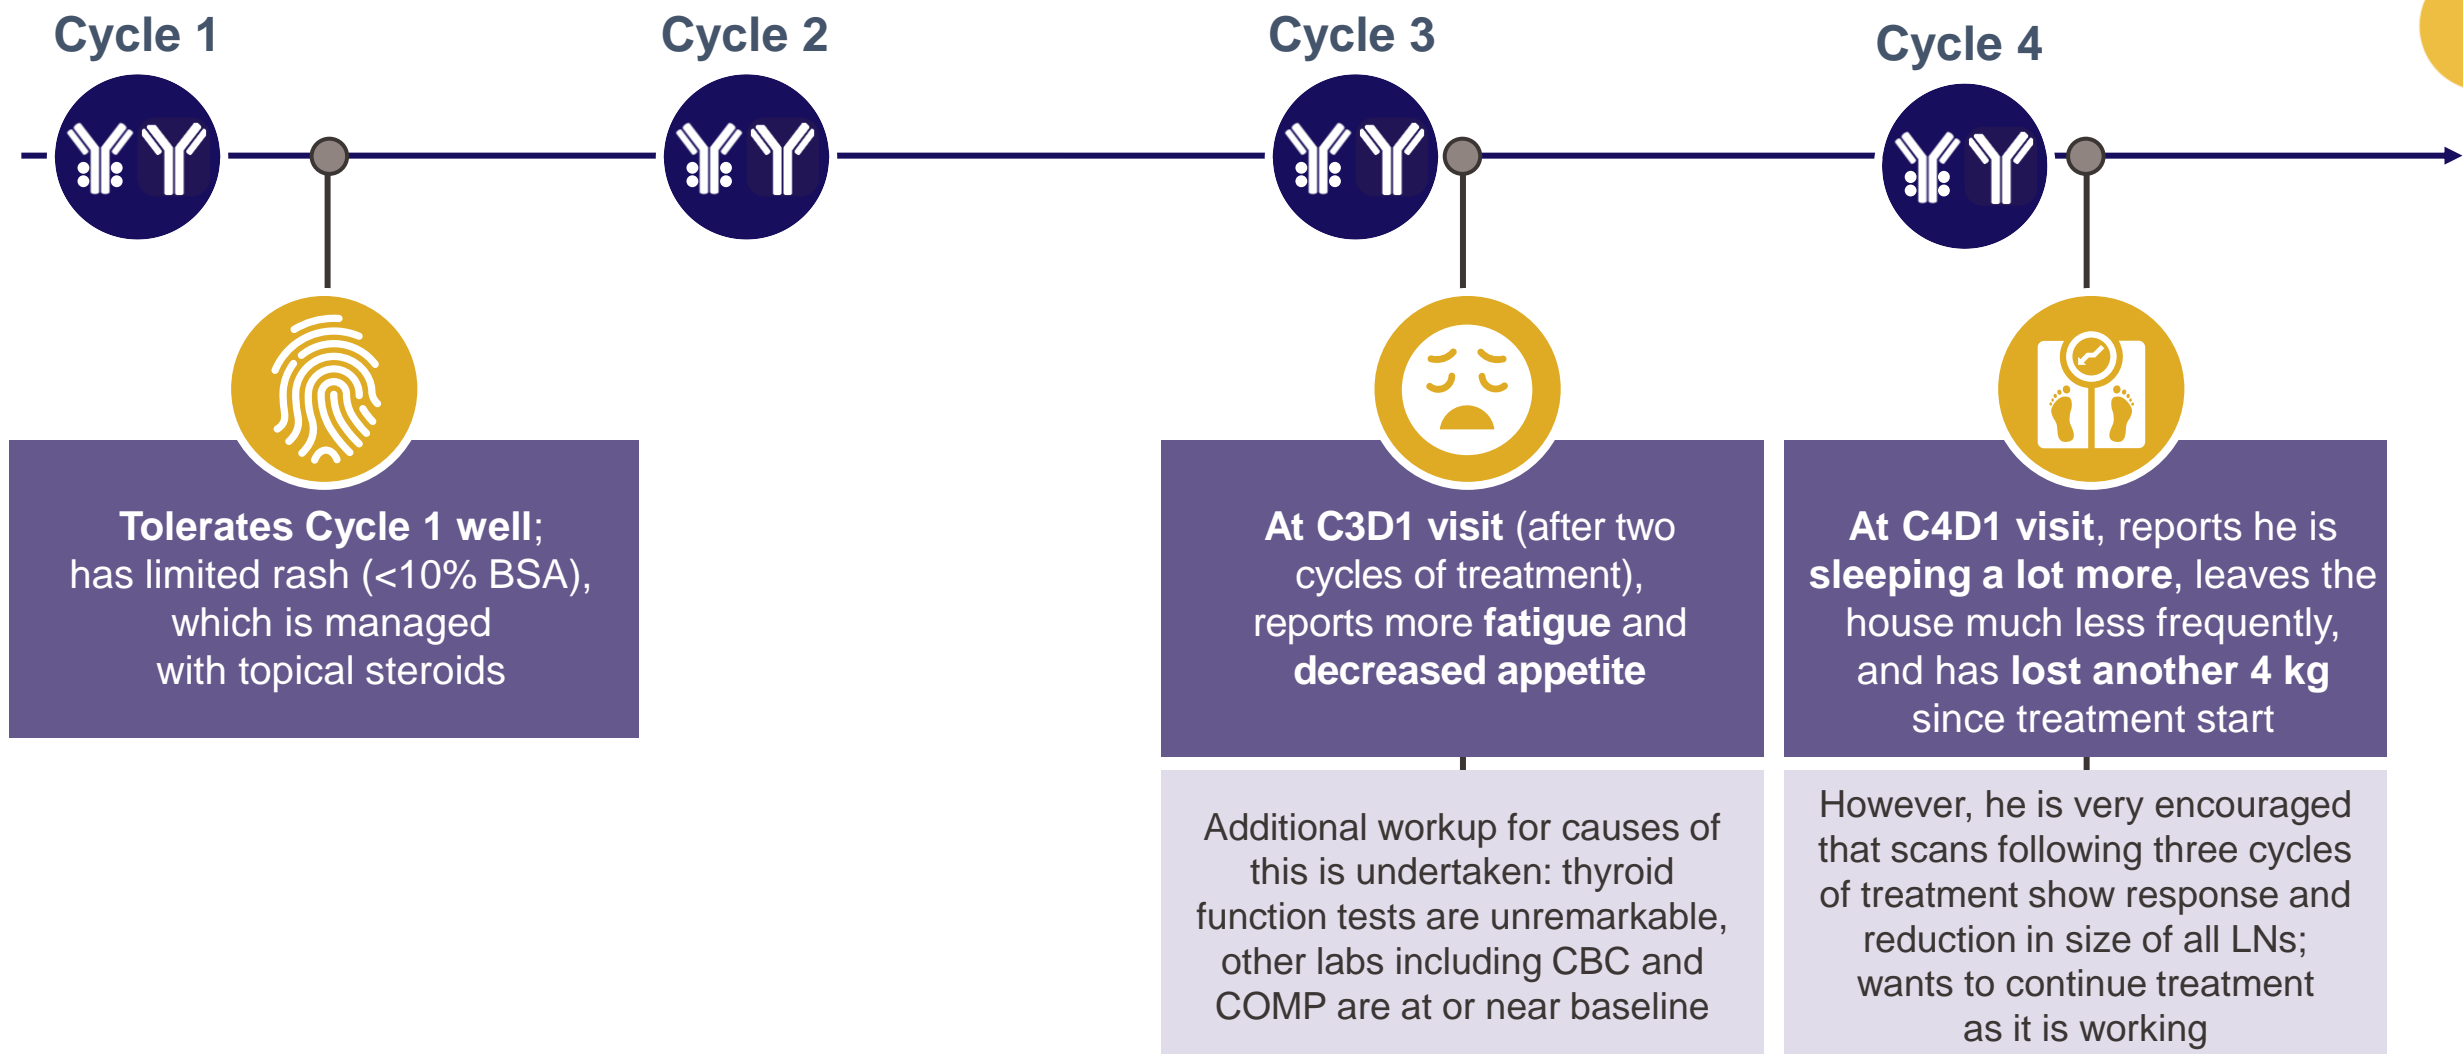 Cycle 1
Cycle 2
Cycle 3
Cycle 4
Tolerates Cycle 1 well;
has limited rash (<10% BSA),
which is managed
with topical steroids
At C3D1 visit (after two
cycles of treatment),
reports more fatigue and
decreased appetite
Additional workup for causes of
this is undertaken: thyroid
function tests are unremarkable,
other labs including CBC and
COMP are at or near baseline
At C4D1 visit, reports he is
sleeping a lot more, leaves the
house much less frequently,
and has lost another 4 kg
since treatment start
However, he is very encouraged
that scans following three cycles
of treatment show response and
reduction in size of all LNs;
wants to continue treatment
as it is working